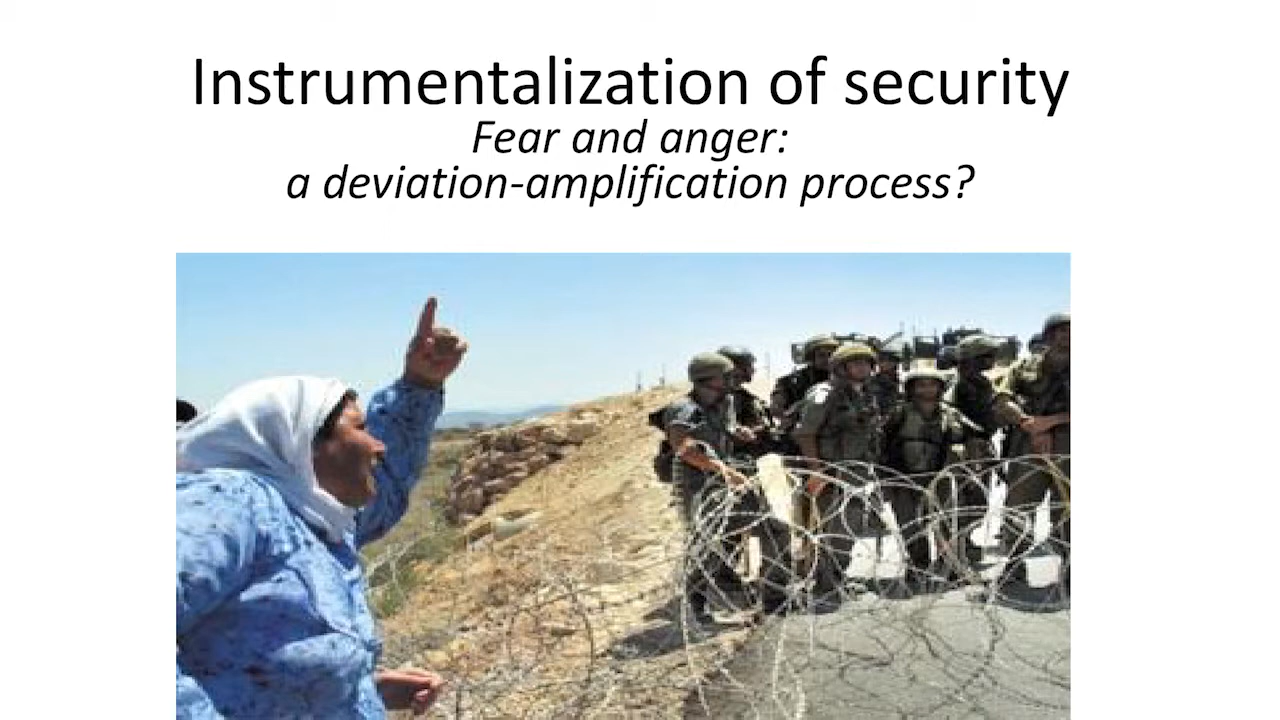 Instrumentalization of security
Fear and anger:
a deviation-amplification process?